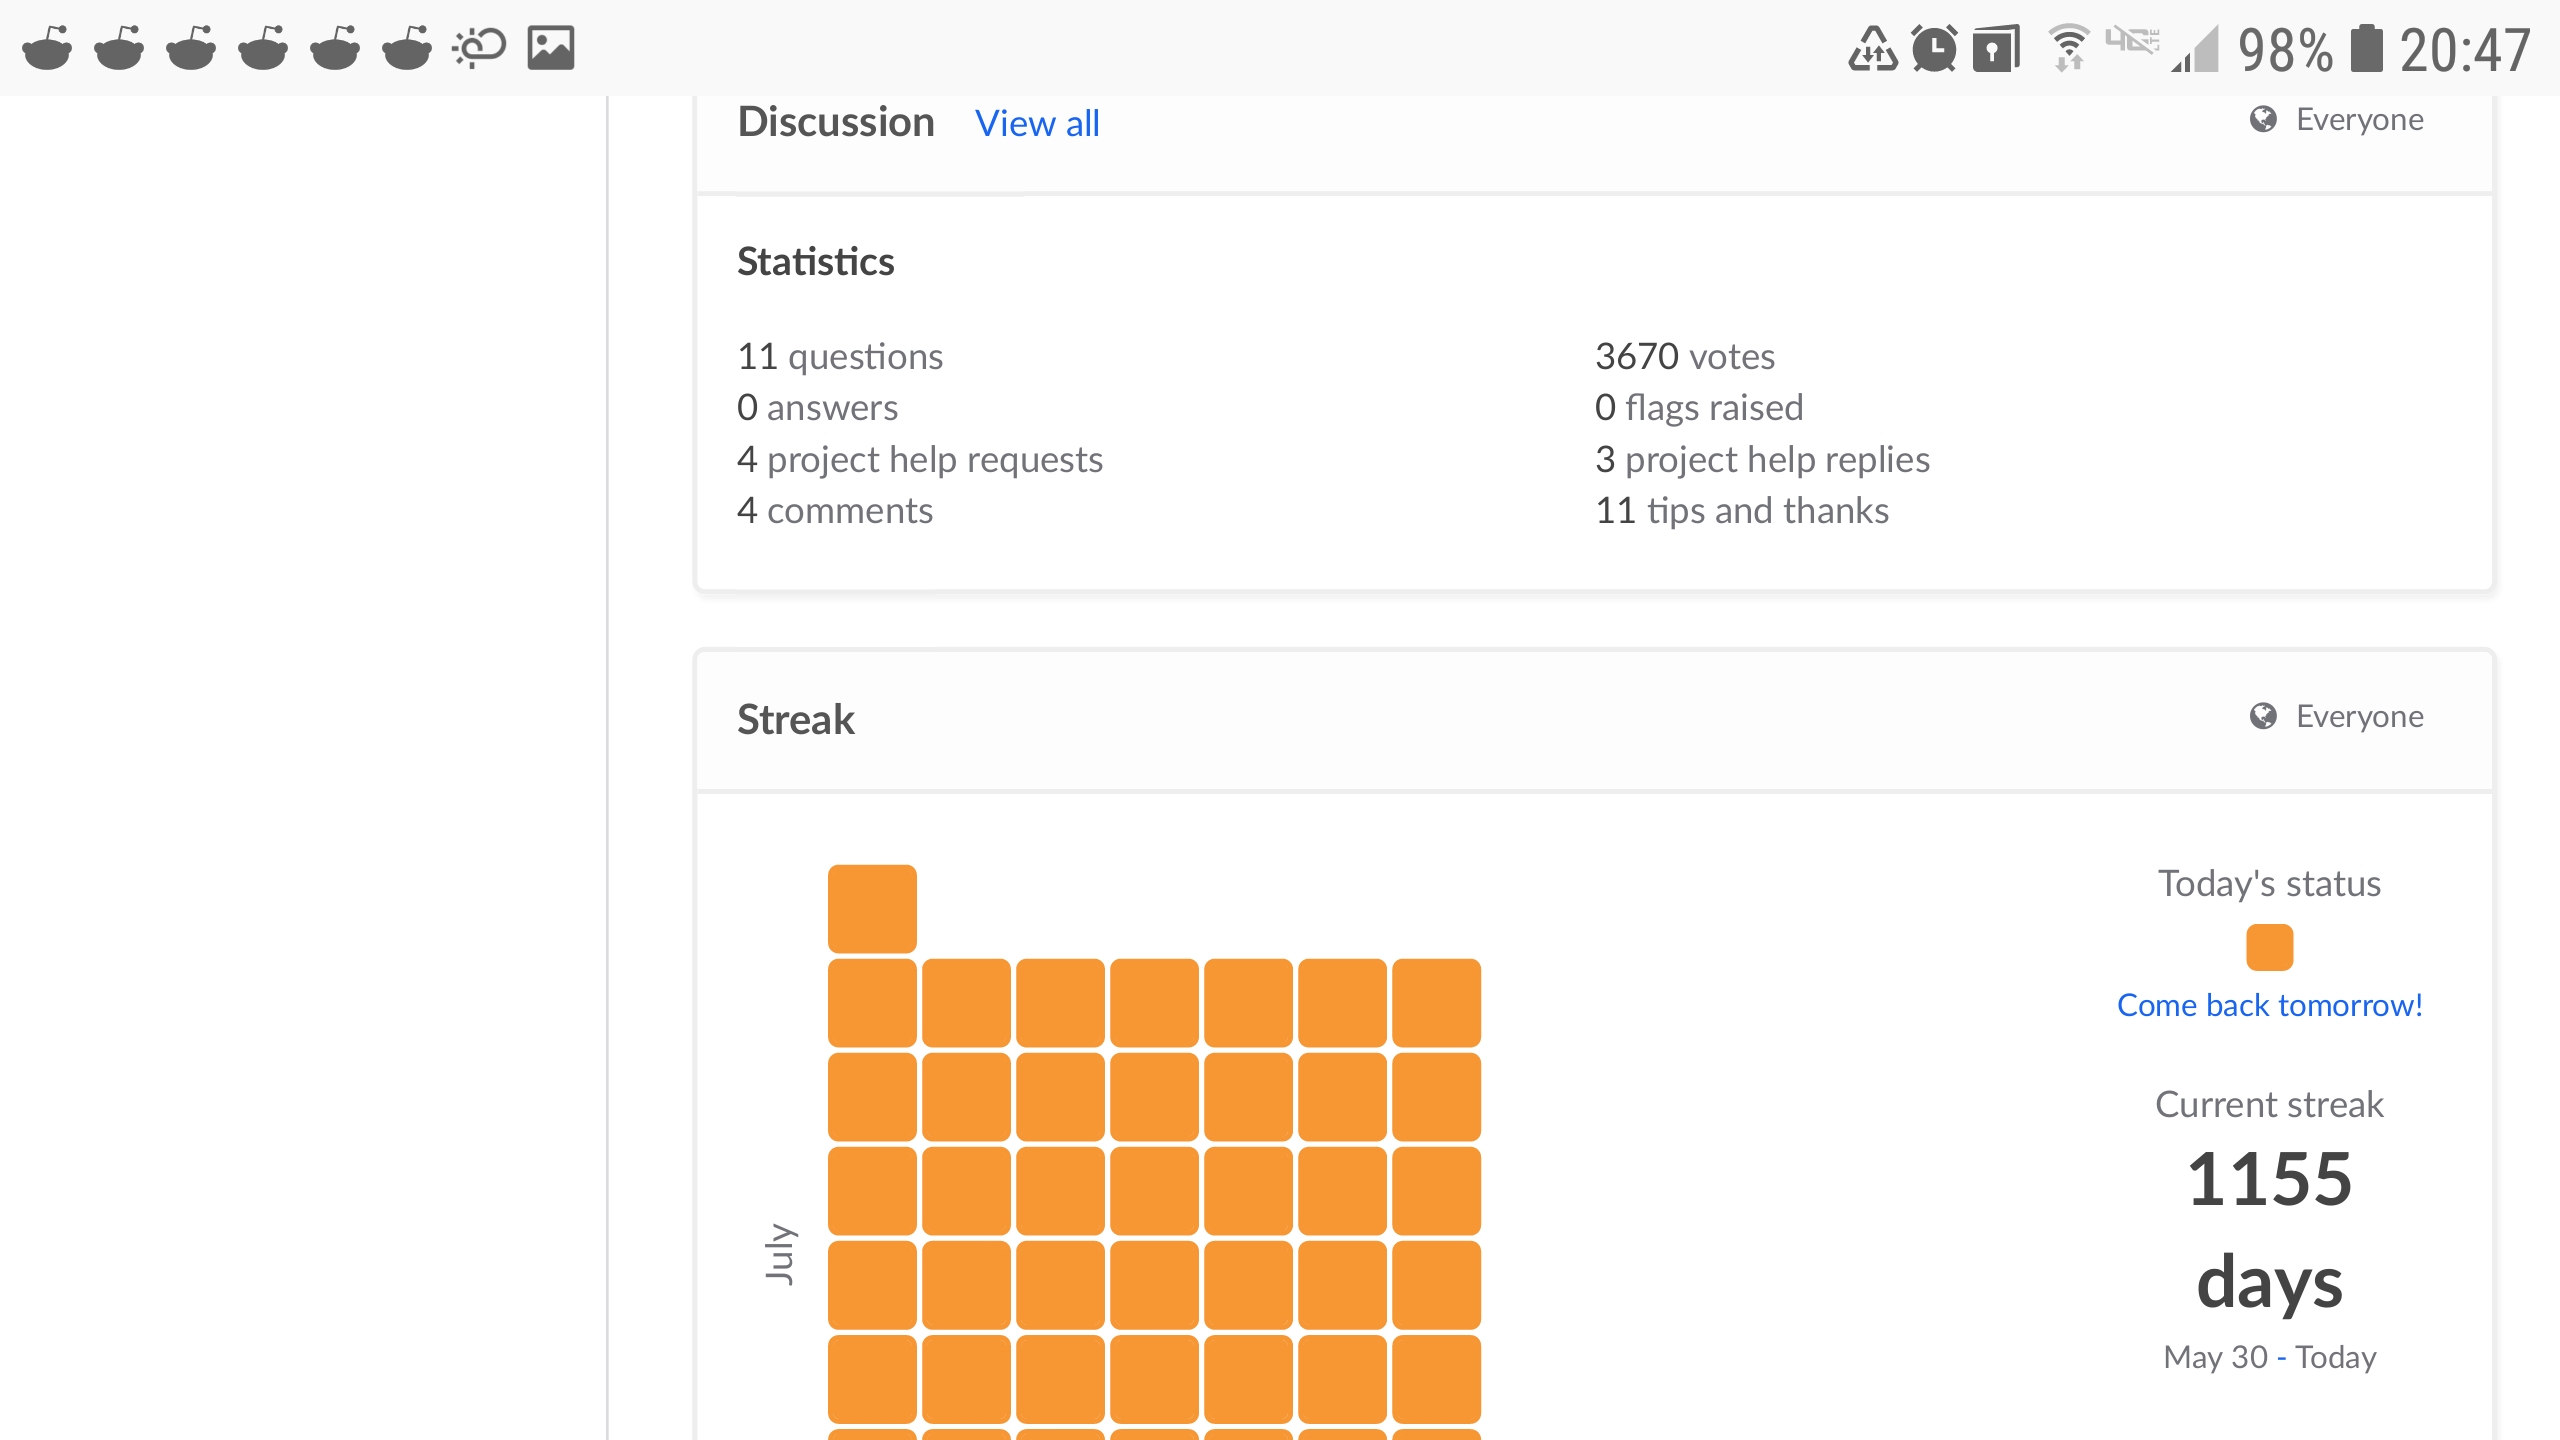 98% 20:47
Discussion View all Everyone
Statistics
11 questions
0 answers
4 project help requests
4 comments
3670 votes
0 flags raised
3 project help replies
11 tips and thanks
Streak Everyone
July
Today's status
Come back tomorrow!
Current streak
1155
days
May 30 - Today